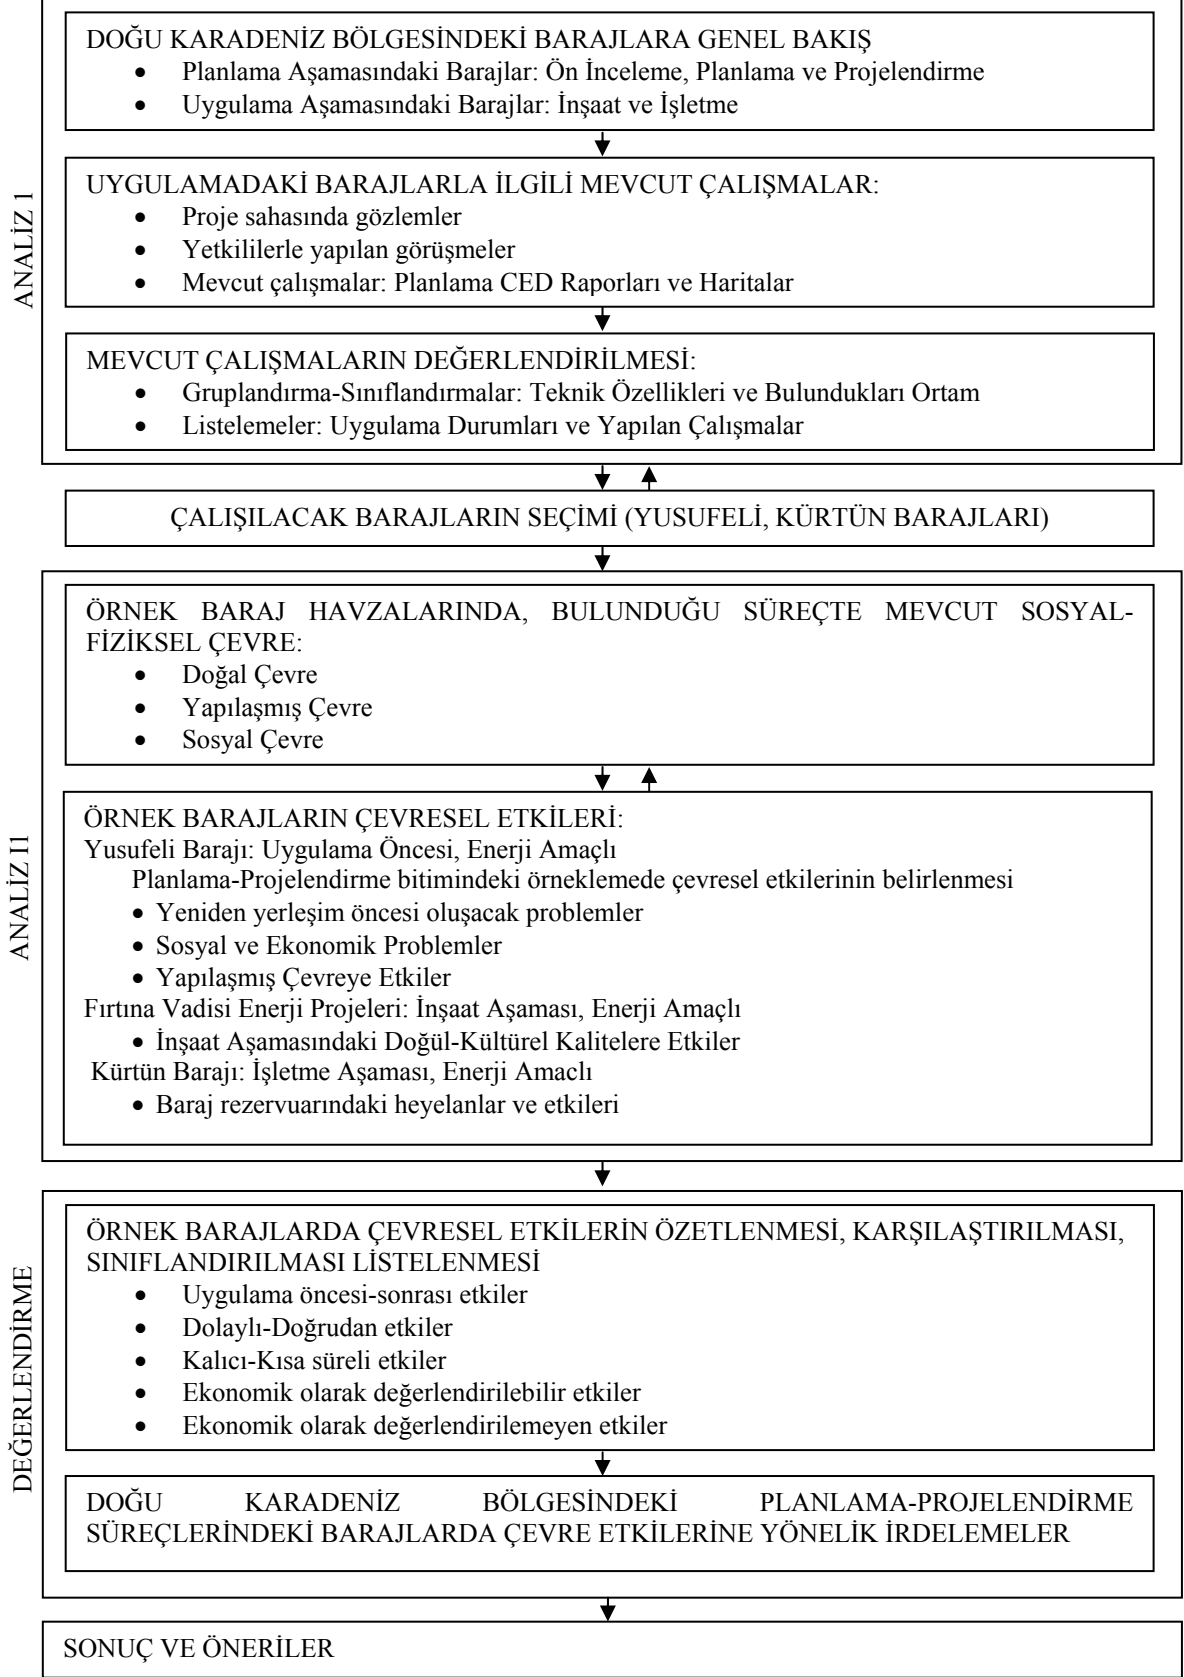 DOĞU KARADENİZ BÖLGESİNDEKİ BARAJLARA GENEL BAKIŞ
• Planlama Aşamasındaki Barajlar: Ön İnceleme, Planlama ve Projelendirme
• Uygulama Aşamasındaki Barajlar: İnşaat ve İşletme
ANALİZ 1
UYGULAMADAKİ BARAJLARLA İLGİLİ MEVCUT ÇALIŞMALAR:
• Proje sahasında gözlemler
• Yetkililerle yapılan görüşmeler
• Mevcut çalışmalar: Planlama CED Raporları ve Haritalar
MEVCUT ÇALIŞMALARIN DEĞERLENDİRİLMESİ:
• Gruplandırma-Sınıflandırmalar: Teknik Özellikleri ve Bulundukları Ortam
• Listelemeler: Uygulama Durumları ve Yapılan Çalışmalar
ÇALIŞILACAK BARAJLARIN SEÇİMİ (YUSUFELİ, KÜRTÜN BARAJLARI)
ANALİZ I1
ÖRNEK BARAJ HAVZALARINDA, BULUNDUĞU SÜREÇTE MEVCUT SOSYAL-
FİZİKSEL ÇEVRE:
• Doğal Çevre
• Yapılaşmış Çevre
• Sosyal Çevre
ÖRNEK BARAJLARIN ÇEVRESEL ETKİLERİ:
Yusufeli Barajı: Uygulama Öncesi, Enerji Amaçlı
Planlama-Projelendirme bitimindeki örneklemede çevresel etkilerinin belirlenmesi
• Yeniden yerleşim öncesi oluşacak problemler
• Sosyal ve Ekonomik Problemler
• Yapılaşmış Çevreye Etkiler
Fırtına Vadisi Enerji Projeleri: İnşaat Aşaması, Enerji Amaçlı
• İnşaat Aşamasındaki Doğül-Kültürel Kalitelere Etkiler
Kürtün Barajı: İşletme Aşaması, Enerji Amaclı
• Baraj rezervuarındaki heyelanlar ve etkileri
DEĞERLENDİRME
ÖRNEK BARAJLARDA ÇEVRESEL ETKİLERİN ÖZETLENMESİ, KARŞILAŞTIRILMASI,
SINIFLANDIRILMASI LİSTELENMESİ
• Uygulama öncesi-sonrası etkiler
• Dolaylı-Doğrudan etkiler
• Kalıcı-Kısa süreli etkiler
• Ekonomik olarak değerlendirilebilir etkiler
• Ekonomik olarak değerlendirilemeyen etkiler
DOĞU KARADENİZ BÖLGESİNDEKİ PLANLAMA-PROJELENDİRME
SÜREÇLERİNDEKİ BARAJLARDA ÇEVRE ETKİLERİNE YÖNELİK İRDELEMELER
SONUÇ VE ÖNERİLER